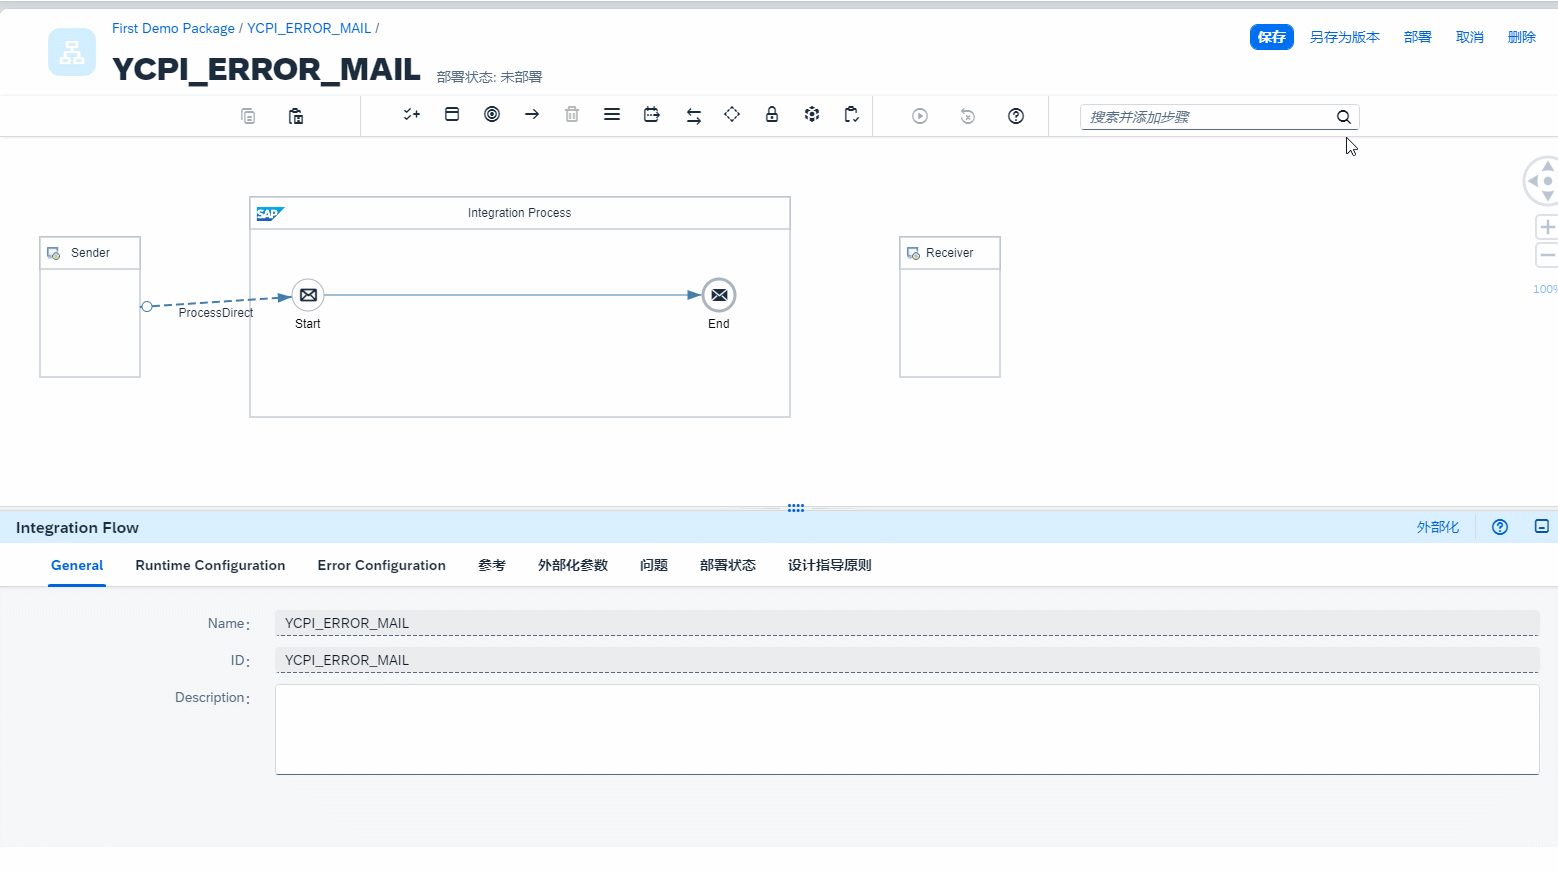 First Demo Package / YCPI_ERROR_MAIL /
保存 另存为版本 部署 取消 删除
YCPI_ERROR_MAIL 部署状态: 未部署
搜索并添加步骤
SAP Integration Process
Sender
Receiver
ProcessDirect
Start
End
100%
Integration Flow
外部化
General Runtime Configuration Error Configuration 参考 外部化参数 问题 部署状态 设计指导原则
Name: YCPI_ERROR_MAIL
ID: YCPI_ERROR_MAIL
Description: